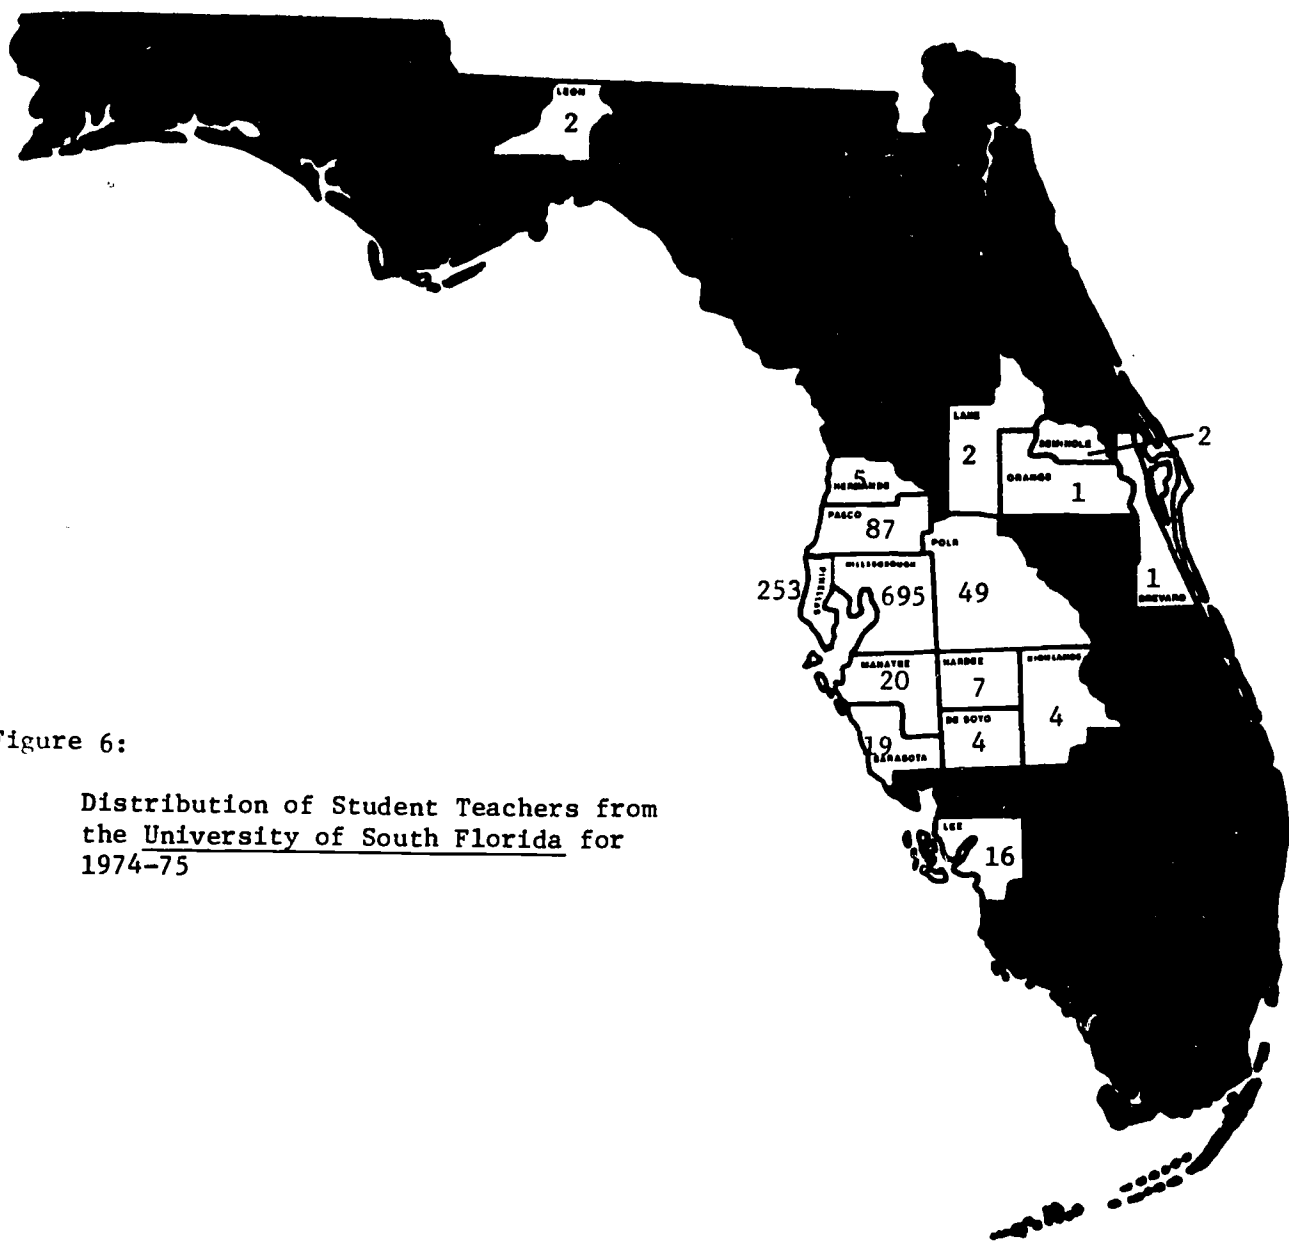 LEON
2
LAKE
2
SEMINOLE
2
ORANGE
1
5
HERNANDO
PASCO
87
POLK
49
HILLSBOROUGH
695
PINELLAS
253
1
BREVARD
MANATEE
20
HARDEE
7
HIGHLANDS
4
DE SOTO
4
19
SARASOTA
LEE
16
igure 6:
Distribution of Student Teachers from
the University of South Florida for
1974-75